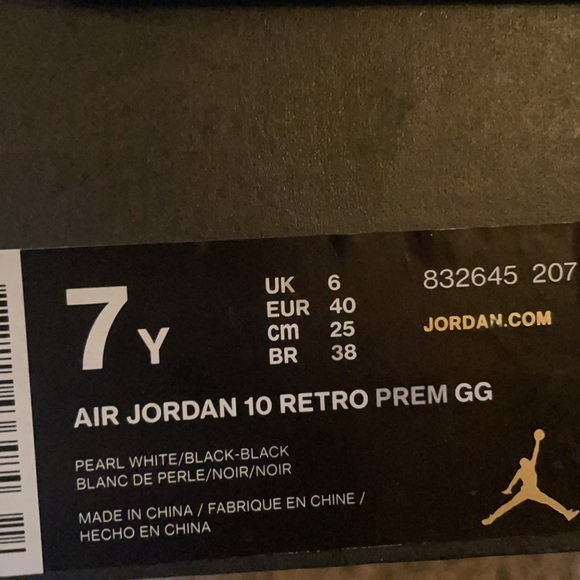 7 Y
UK 6
EUR 40
cm 25
BR 38
832645 207
JORDAN.COM
AIR JORDAN 10 RETRO PREM GG
PEARL WHITE/BLACK-BLACK
BLANC DE PERLE/NOIR/NOIR
MADE IN CHINA / FABRIQUE EN CHINE /
HECHO EN CHINA